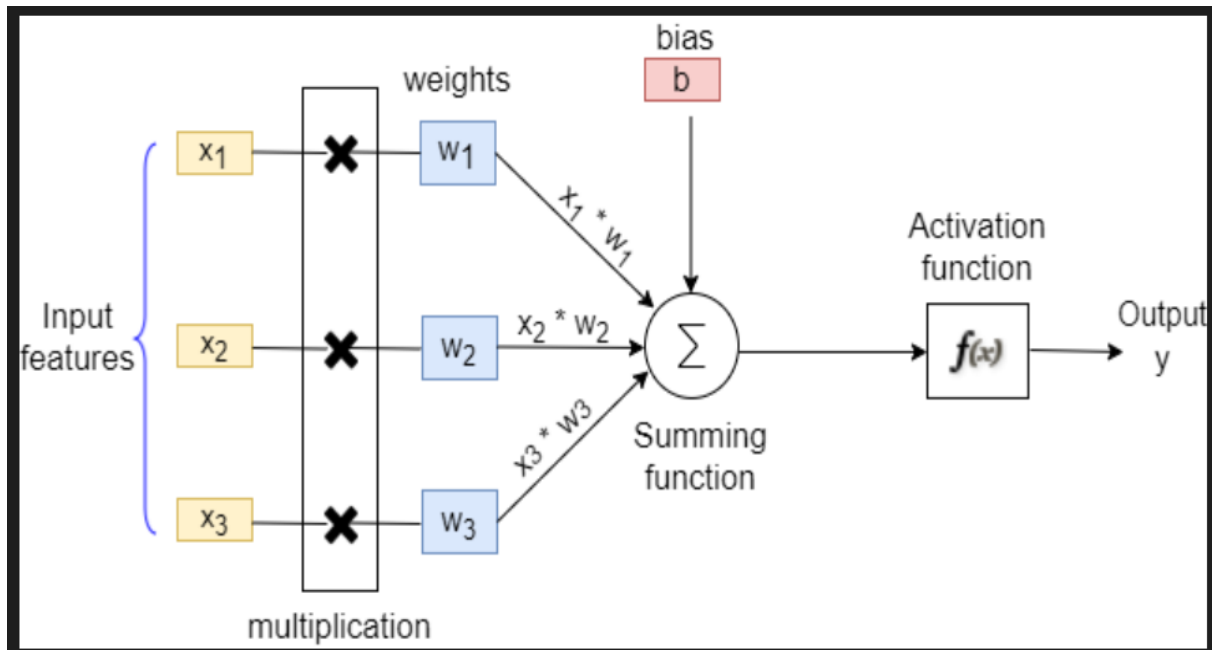 bias
b
weights
x1
w1
x1 * w1
Activation
function
Input
features
x2
w2
x2 * w2
Σ
f(x)
Output
y
Summing
function
x3 * w3
x3
w3
multiplication